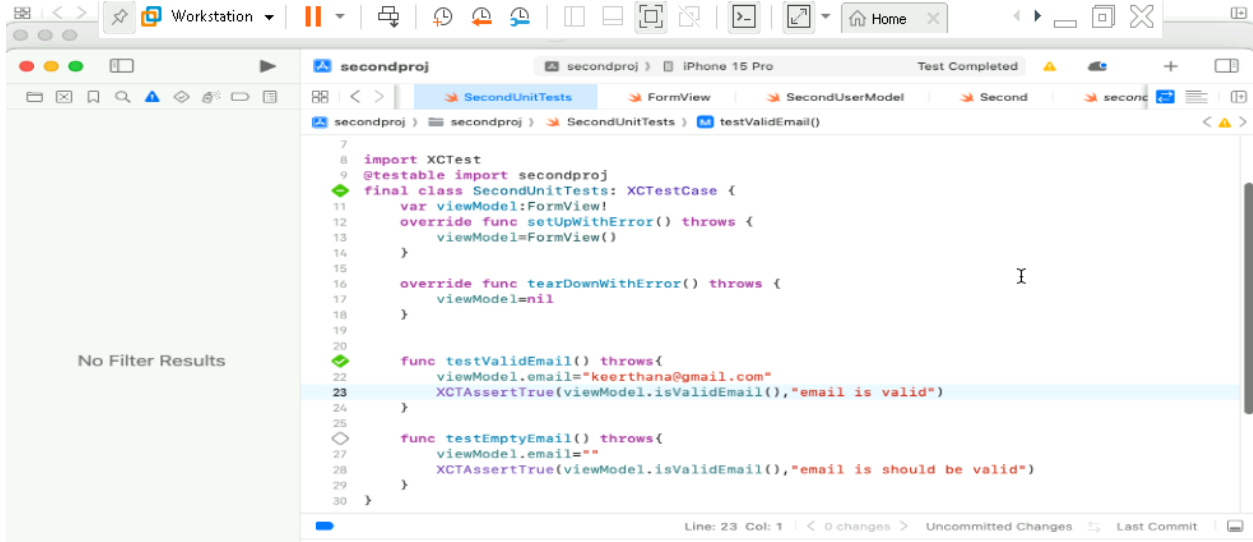 Workstation
Home
secondproj
secondproj
iPhone 15 Pro
Test Completed
SecondUnitTests
FormView
SecondUserModel
Second
secon
secondproj
secondproj
SecondUnitTests
M
testValidEmail()
No Filter Results
7
8 import XCTest
9 @testable import secondproj
final class SecondUnitTests: XCTestCase {
11 var viewModel:FormView!
12 override func setUpWithError() throws {
13 viewModel=FormView()
14 }
15
16 override func tearDownWithError() throws {
17 viewModel=nil
18 }
19
20
func testValidEmail() throws{
22 viewModel.email="keerthana@gmail.com"
23 XCTAssertTrue(viewModel.isValidEmail(),"email is valid")
24 }
25
func testEmptyEmail() throws{
27 viewModel.email=""
28 XCTAssertTrue(viewModel.isValidEmail(),"email is should be valid")
29 }
30 }
Line: 23 Col: 1
0 changes
Uncommitted Changes
Last Commit